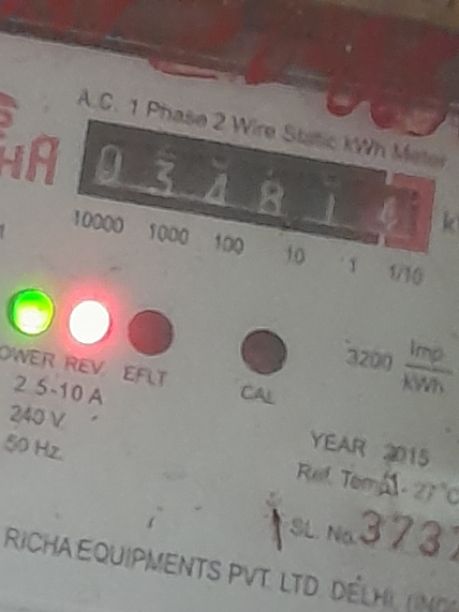 A.C. 1 Phase 2 Wire Static kWh Meter
HA
0 3 4 8 1
10000 1000 100 10 1 1/10
POWER REV EFLT
CAL
3200 Imp
kWh
2.5-10 A
240 V
50 Hz.
YEAR 2015
Ref. Temp. - 27°C
SL. No. 3737
RICHA EQUIPMENTS PVT. LTD DELHI